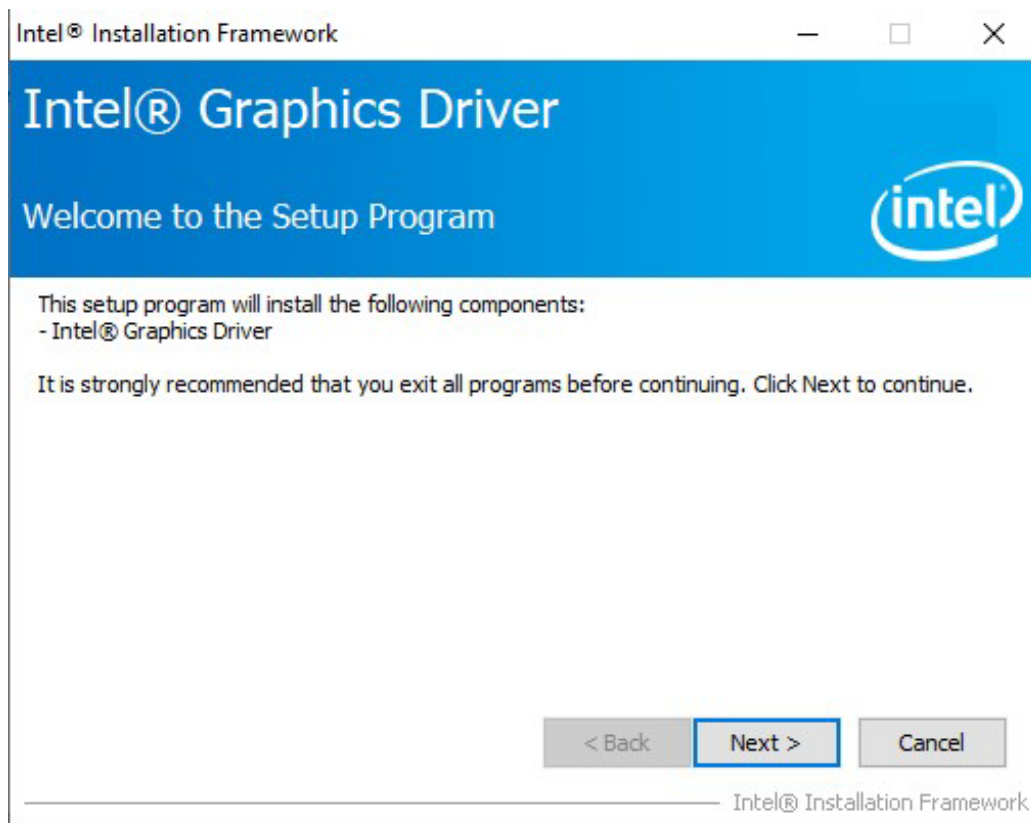 Intel® Installation Framework
Intel® Graphics Driver
Welcome to the Setup Program
intel
This setup program will install the following components:
- Intel® Graphics Driver
It is strongly recommended that you exit all programs before continuing. Click Next to continue.
< Back
Next >
Cancel
Intel® Installation Framework